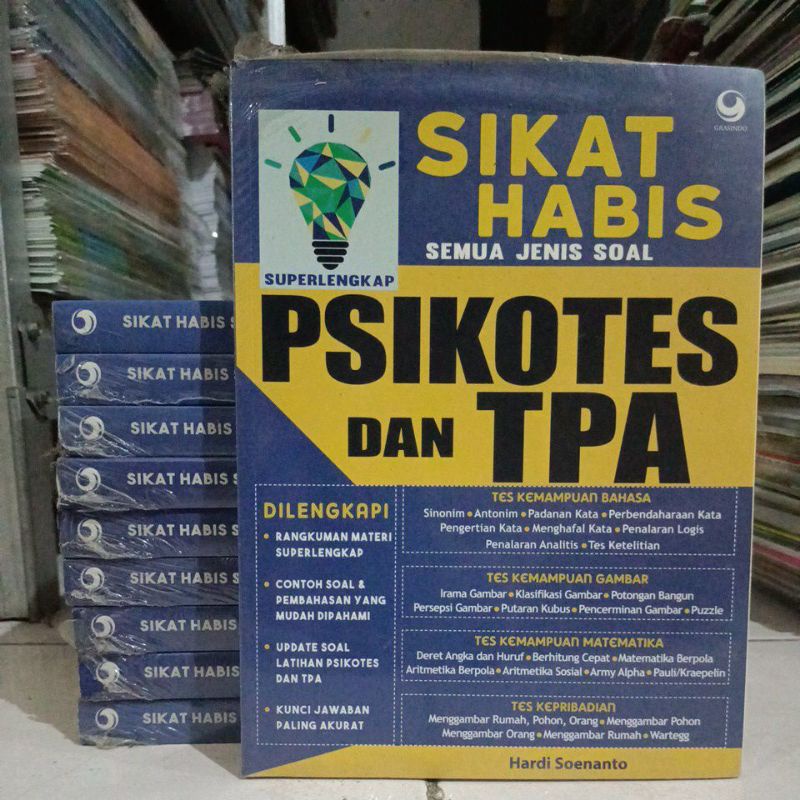 GRASINDO
SIKAT
HABIS
SEMUA JENIS SOAL
SUPERLENGKAP
PSIKOTES
DAN TPA
DILENGKAPI
• RANGKUMAN MATERI
SUPERLENGKAP
• CONTOH SOAL &
PEMBAHASAN YANG
MUDAH DIPAHAMI
• UPDATE SOAL
LATIHAN PSIKOTES
DAN TPA
• KUNCI JAWABAN
PALING AKURAT
TES KEMAMPUAN BAHASA
Sinonim • Antonim • Padanan Kata • Perbendaharaan Kata
Pengertian Kata • Menghafal Kata • Penalaran Logis
Penalaran Analitis • Tes Ketelitian
TES KEMAMPUAN GAMBAR
Irama Gambar • Klasifikasi Gambar • Potongan Bangun
Persepsi Gambar • Putaran Kubus • Pencerminan Gambar • Puzzle
TES KEMAMPUAN MATEMATIKA
Deret Angka dan Huruf • Berhitung Cepat • Matematika Berpola
Aritmetika Berpola • Aritmetika Sosial • Army Alpha • Pauli/Kraepelin
TES KEPRIBADIAN
Menggambar Rumah, Pohon, Orang • Menggambar Pohon
Menggambar Orang • Menggambar Rumah • Wartegg
Hardi Soenanto
SIKAT HABIS S
SIKAT HABIS S
SIKAT HABIS S
SIKAT HABIS S
SIKAT HABIS S
SIKAT HABIS S
SIKAT HABIS
SIKAT HABIS
SIKAT HABIS